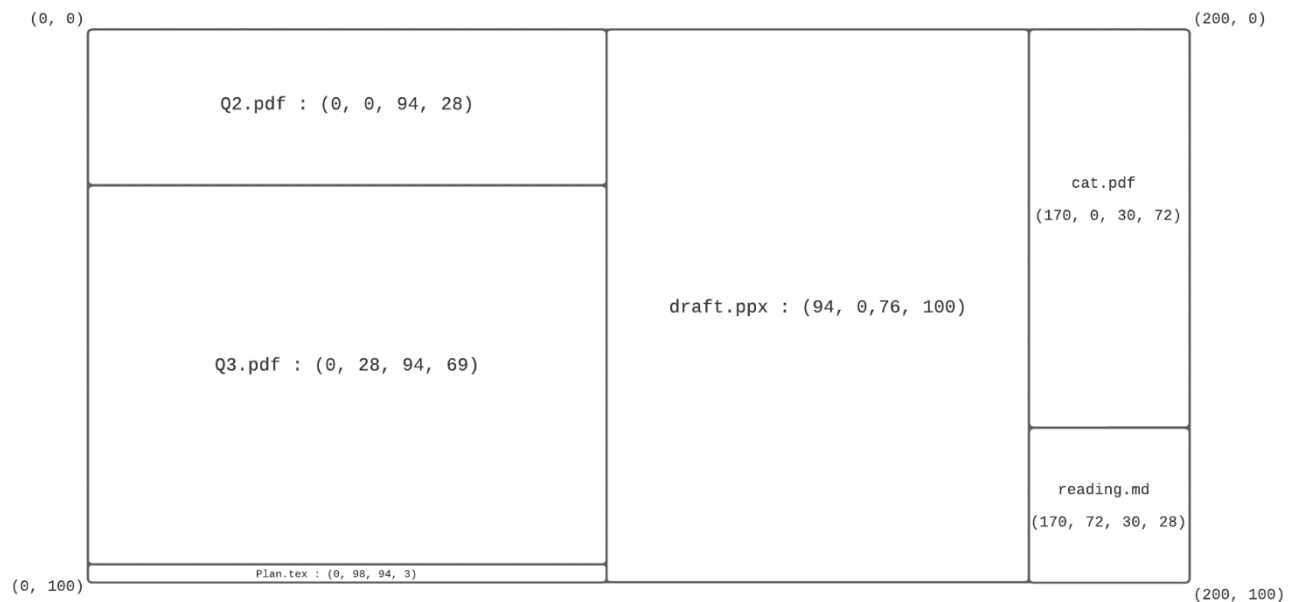 (0, 0)
(200, 0)
Q2.pdf : (0, 0, 94, 28)
cat.pdf
(170, 0, 30, 72)
draft.ppx : (94, 0,76, 100)
Q3.pdf : (0, 28, 94, 69)
reading.md
(170, 72, 30, 28)
Plan.tex : (0, 98, 94, 3)
(0, 100)
(200, 100)